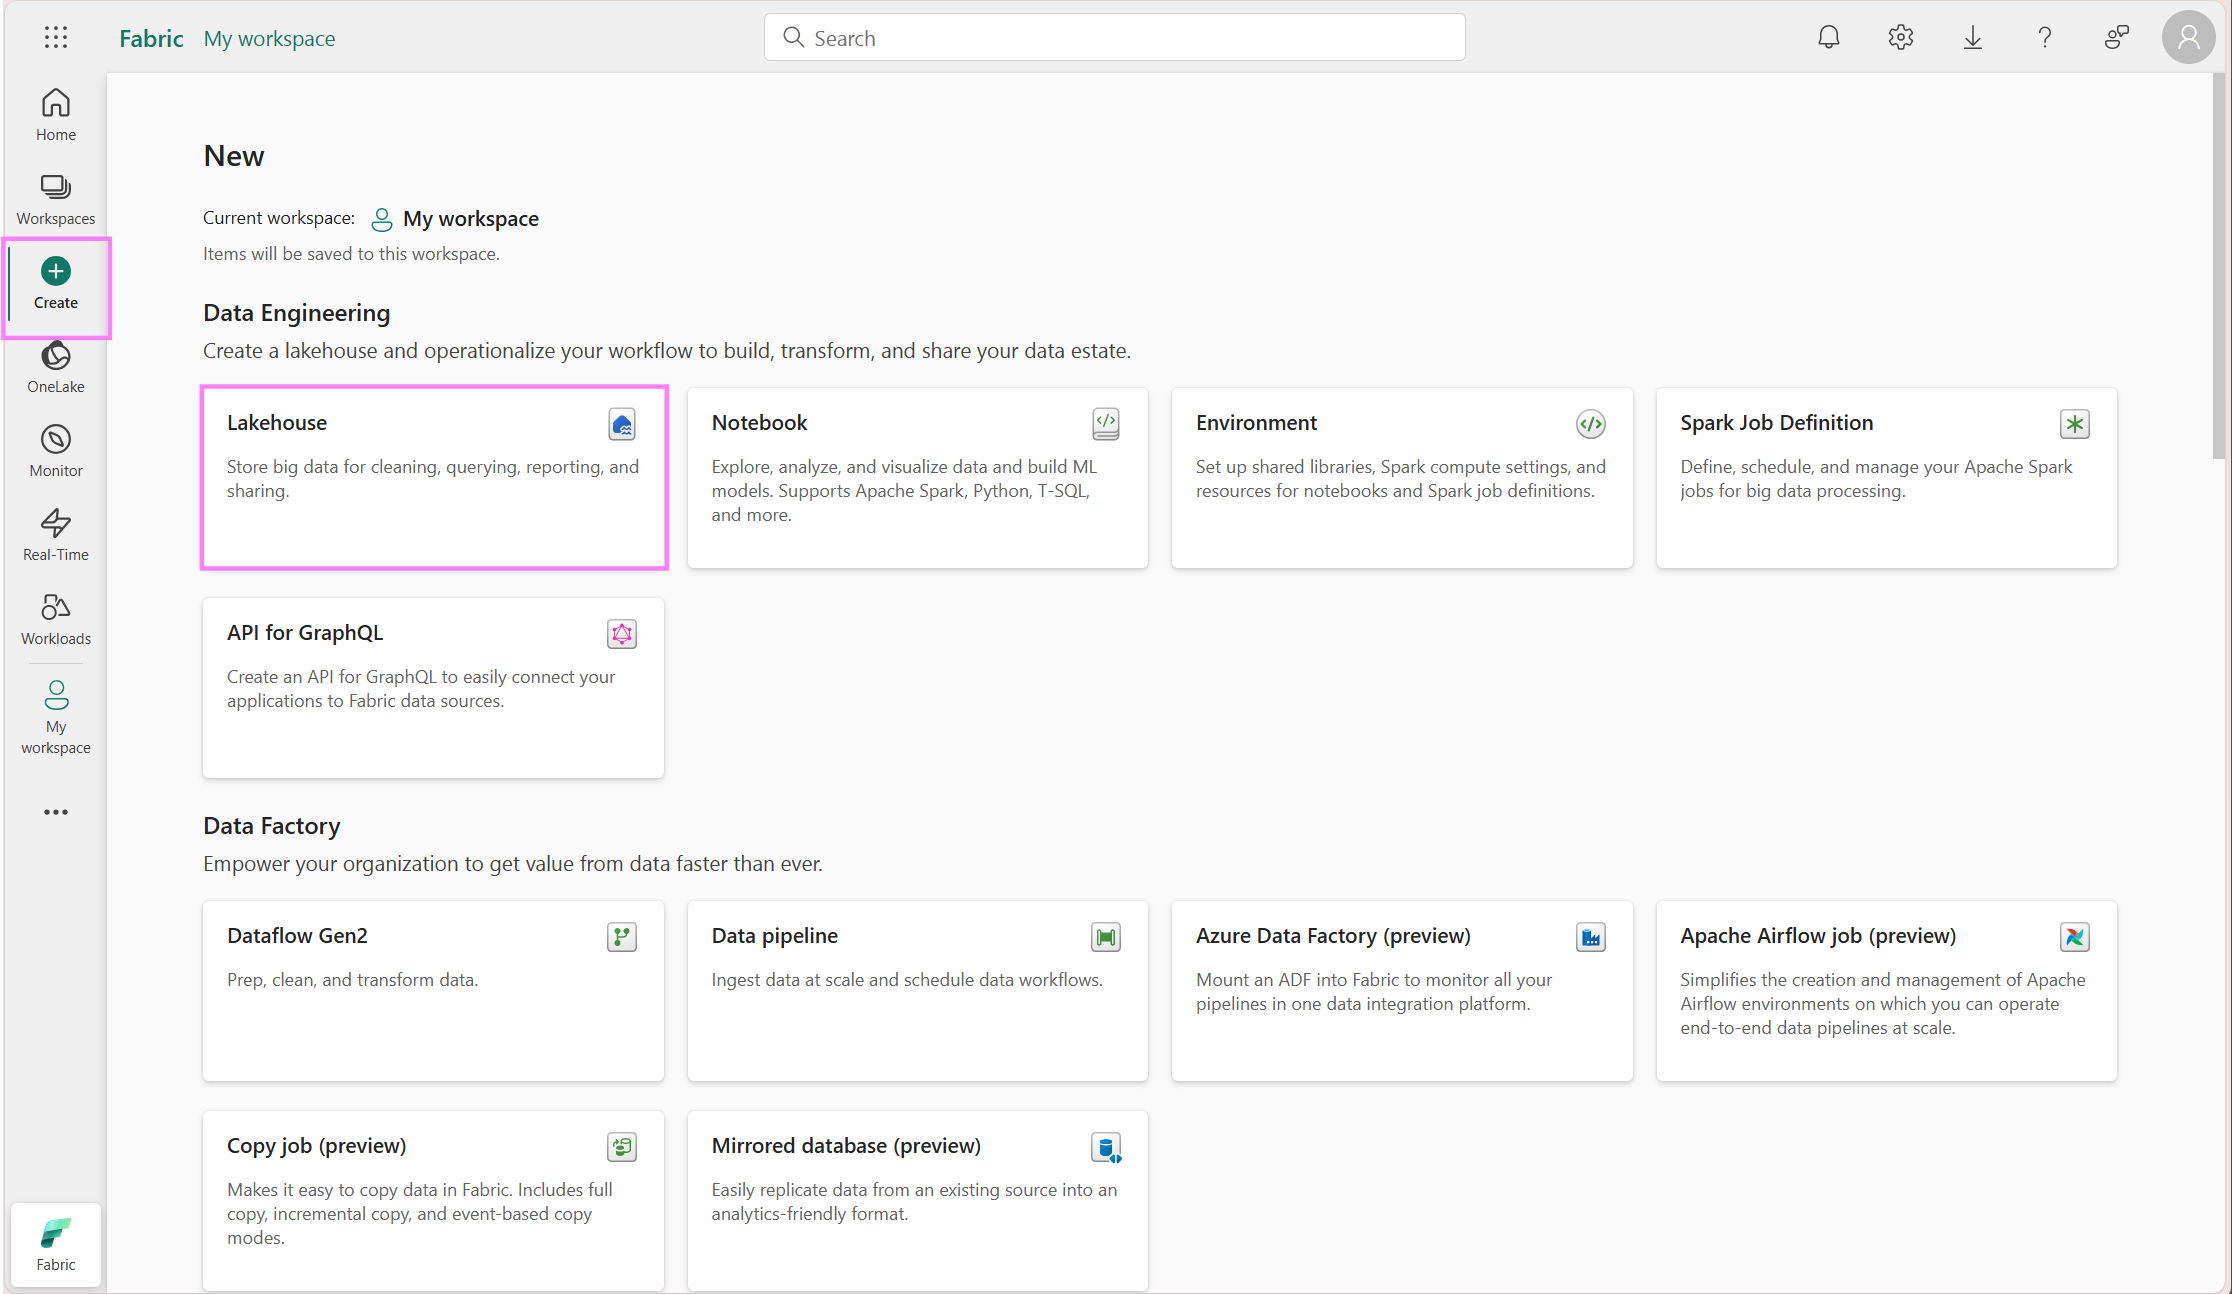 Fabric My workspace
Search
Home
Workspaces
Create
OneLake
Monitor
Real-Time
Workloads
My
workspace
Fabric
New
Current workspace: My workspace
Items will be saved to this workspace.
Data Engineering
Create a lakehouse and operationalize your workflow to build, transform, and share your data estate.
Lakehouse
Store big data for cleaning, querying, reporting, and
sharing.
Notebook
Explore, analyze, and visualize data and build ML
models. Supports Apache Spark, Python, T-SQL,
and more.
Environment
Set up shared libraries, Spark compute settings, and
resources for notebooks and Spark job definitions.
Spark Job Definition
Define, schedule, and manage your Apache Spark
jobs for big data processing.
API for GraphQL
Create an API for GraphQL to easily connect your
applications to Fabric data sources.
Data Factory
Empower your organization to get value from data faster than ever.
Dataflow Gen2
Prep, clean, and transform data.
Data pipeline
Ingest data at scale and schedule data workflows.
Azure Data Factory (preview)
Mount an ADF into Fabric to monitor all your
pipelines in one data integration platform.
Apache Airflow job (preview)
Simplifies the creation and management of Apache
Airflow environments on which you can operate
end-to-end data pipelines at scale.
Copy job (preview)
Makes it easy to copy data in Fabric. Includes full
copy, incremental copy, and event-based copy
modes.
Mirrored database (preview)
Easily replicate data from an existing source into an
analytics-friendly format.